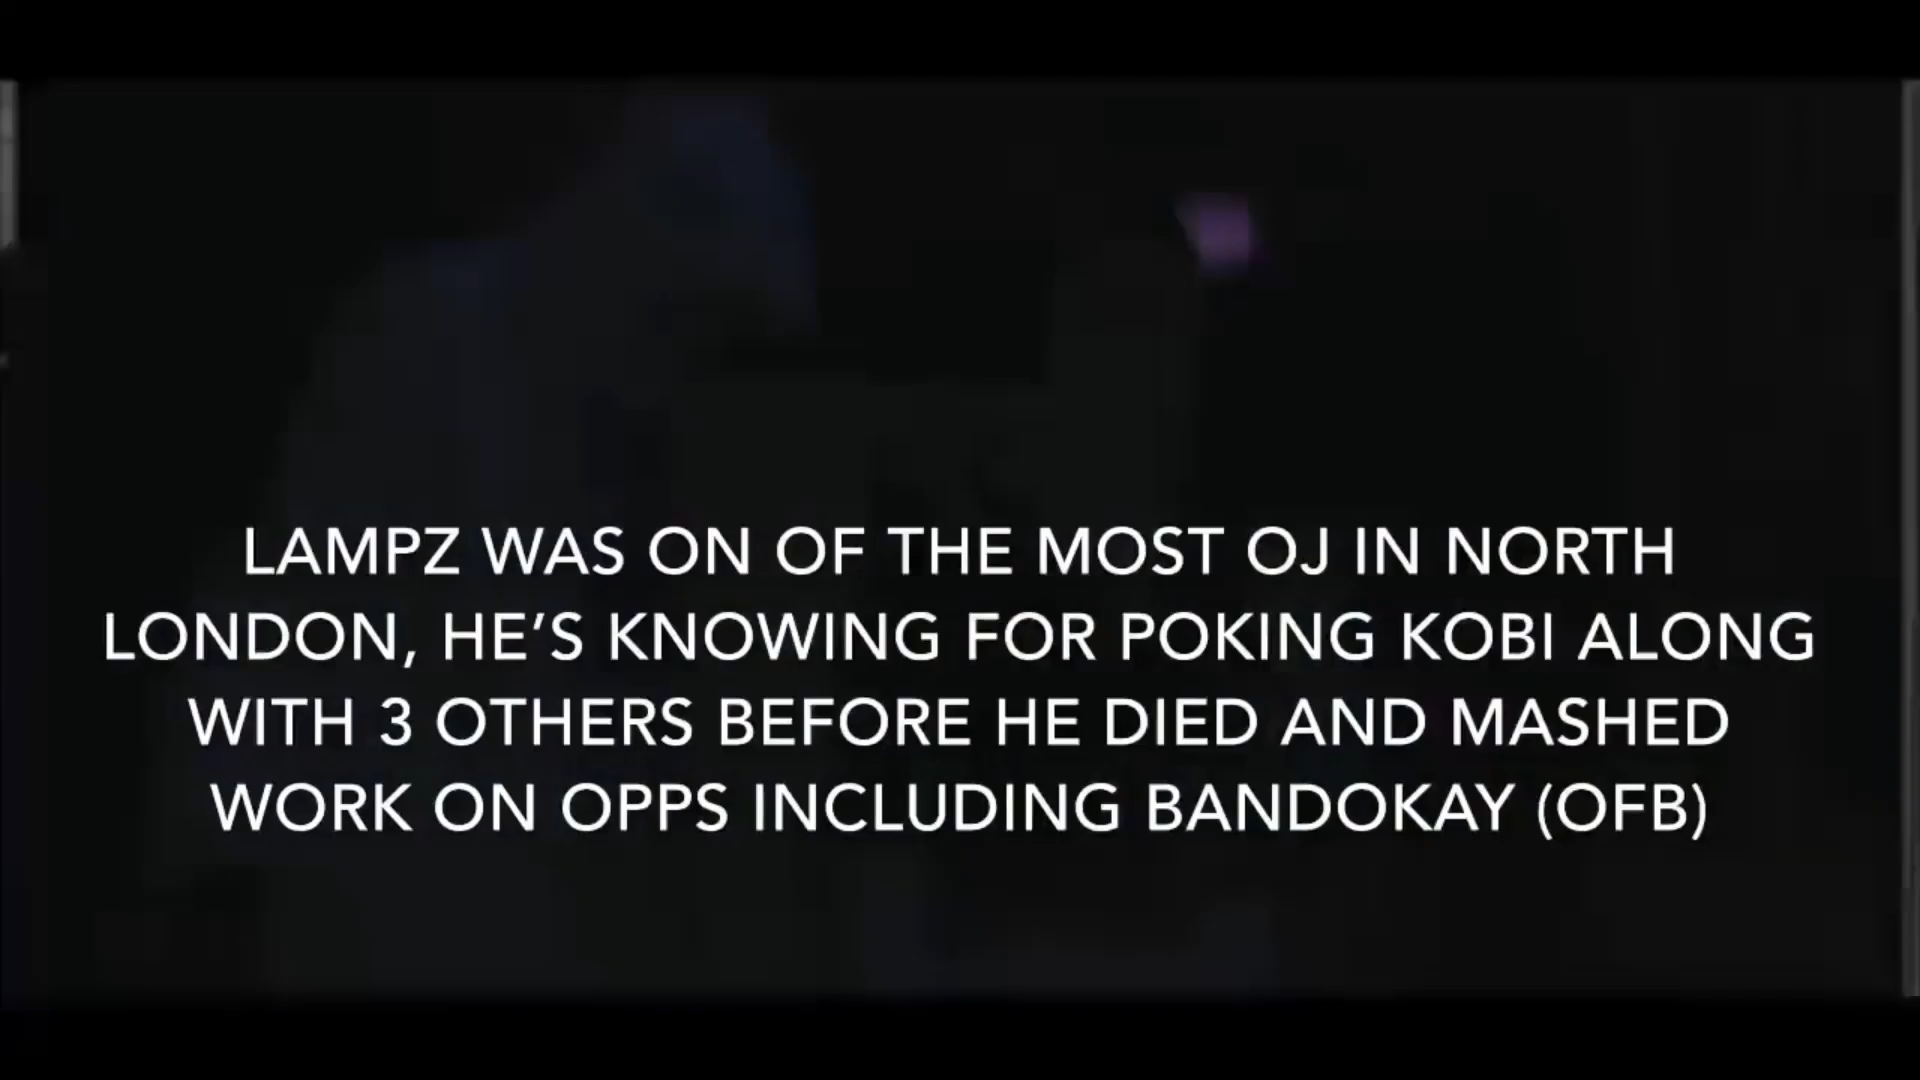 LAMPZ WAS ON OF THE MOST OJ IN NORTH
LONDON, HE’S KNOWING FOR POKING KOBI ALONG
WITH 3 OTHERS BEFORE HE DIED AND MASHED
WORK ON OPPS INCLUDING BANDOKAY (OFB)